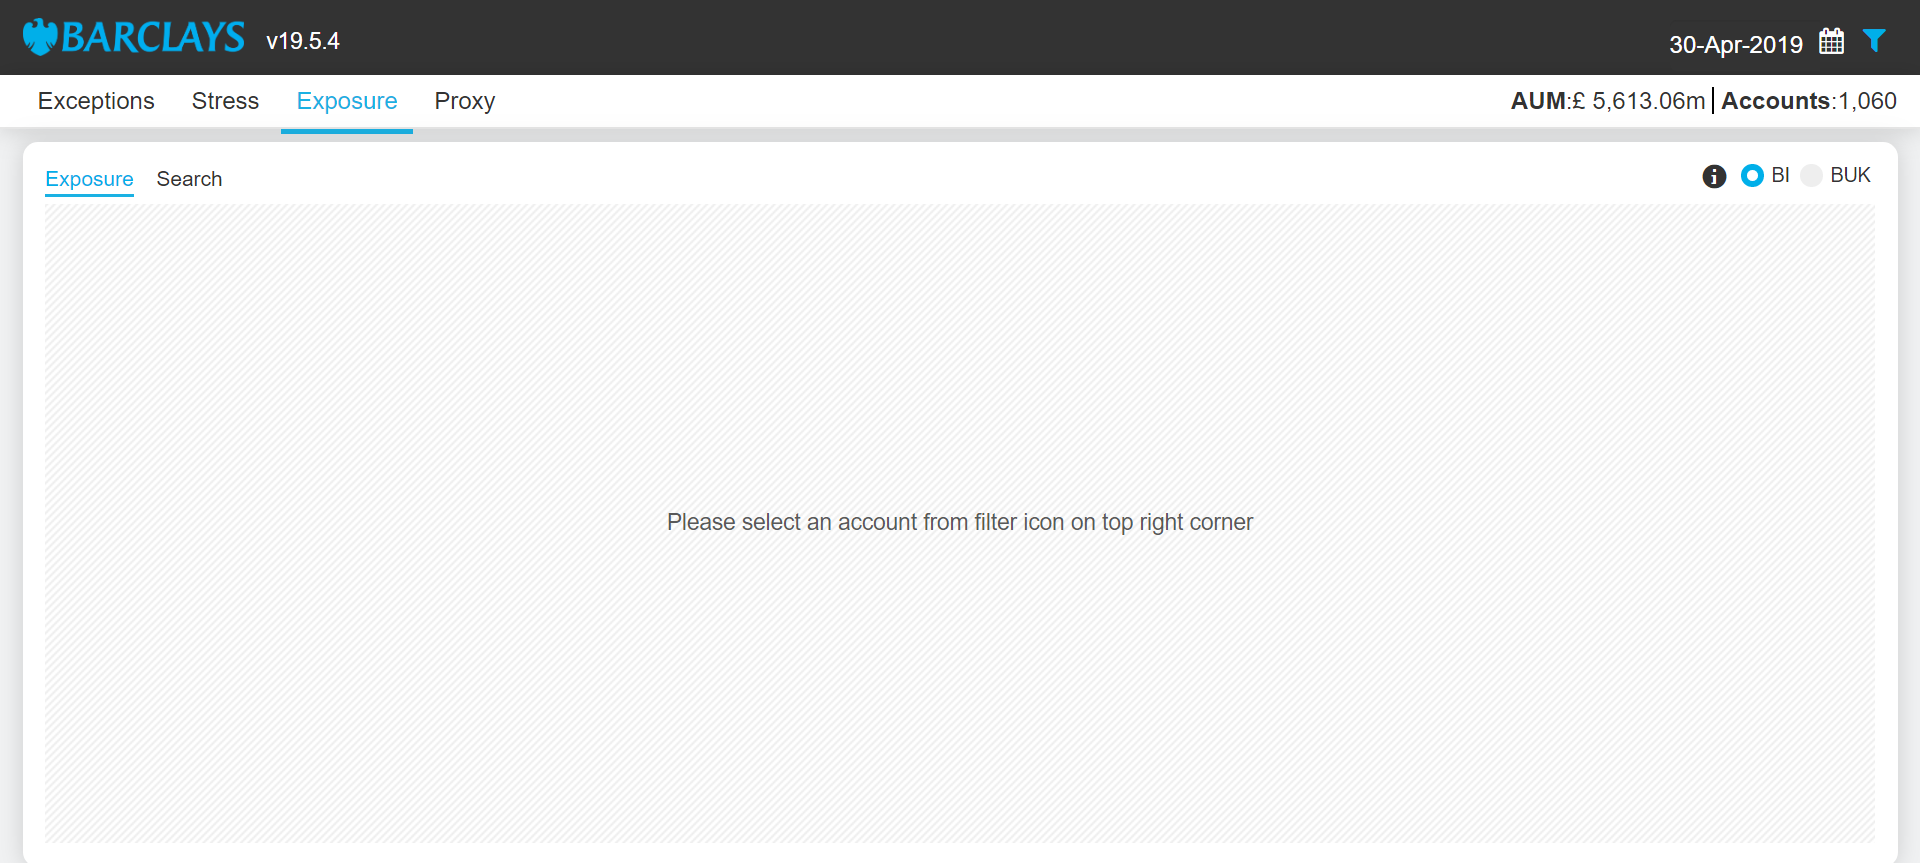 BARCLAYS v19.5.4 30-Apr-2019
Exceptions Stress Exposure Proxy AUM:£ 5,613.06m Accounts:1,060
Exposure Search BI BUK
Please select an account from filter icon on top right corner